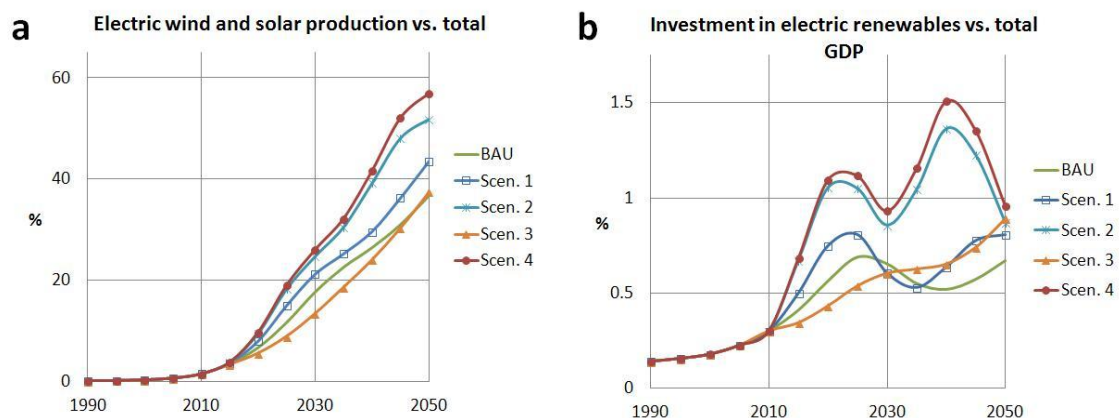 a
Electric wind and solar production vs. total
60
40
%
20
0
1990
2010
2030
2050
BAU
Scen. 1
Scen. 2
Scen. 3
Scen. 4
b
Investment in electric renewables vs. total
GDP
1.5
1
%
0.5
0
1990
2010
2030
2050
BAU
Scen. 1
Scen. 2
Scen. 3
Scen. 4